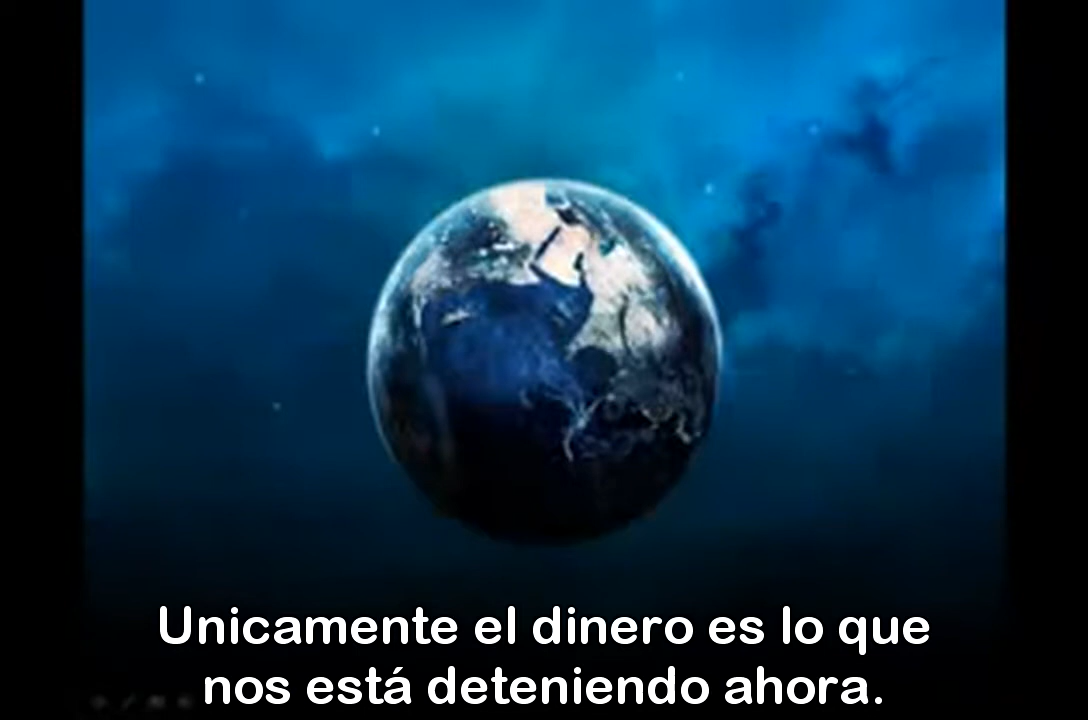 Unicamente el dinero es lo que
nos está deteniendo ahora.